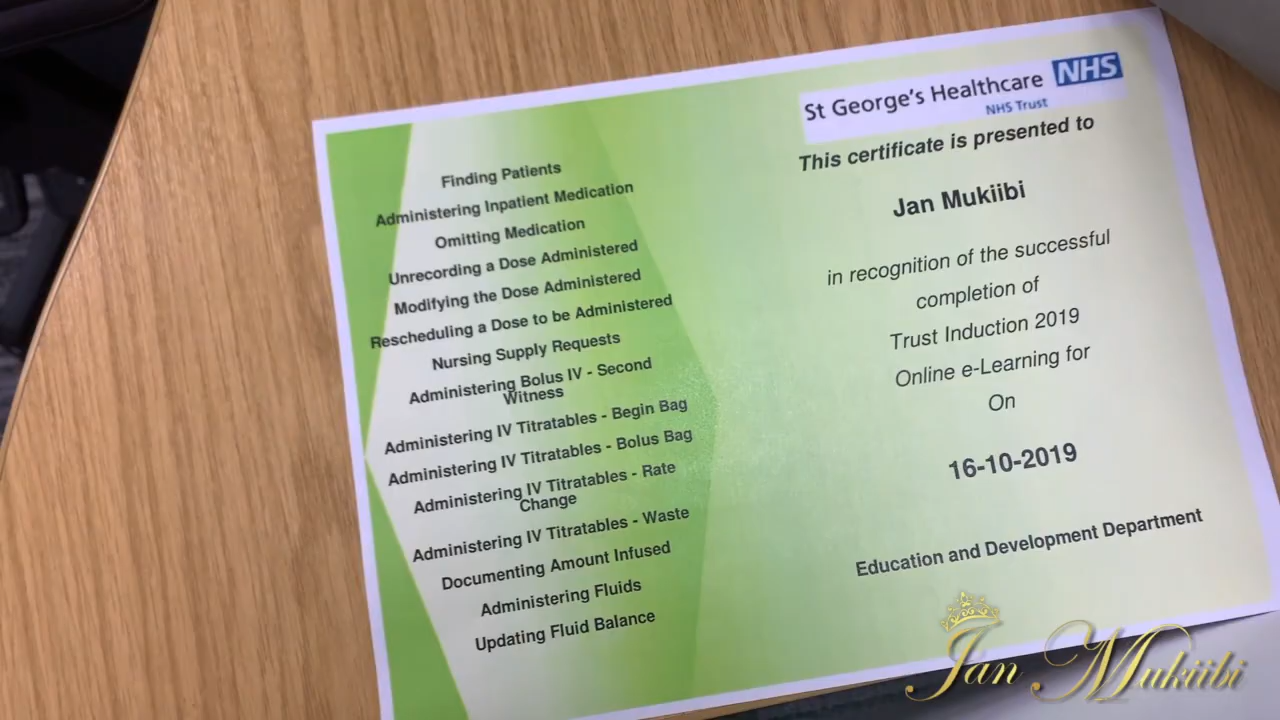 Finding Patients
Administering Inpatient Medication
Omitting Medication
Unrecording a Dose Administered
Modifying the Dose Administered
Rescheduling a Dose to be Administered
Nursing Supply Requests
Administering Bolus IV - Second
Witness
Administering IV Titratables - Begin Bag
Administering IV Titratables - Bolus Bag
Administering IV Titratables - Rate
Change
Administering IV Titratables - Waste
Documenting Amount Infused
Administering Fluids
Updating Fluid Balance
St George's Healthcare NHS
NHS Trust
This certificate is presented to
Jan Mukiibi
in recognition of the successful
completion of
Trust Induction 2019
Online e-Learning for
On
16-10-2019
Education and Development Department
Jan Mukiibi